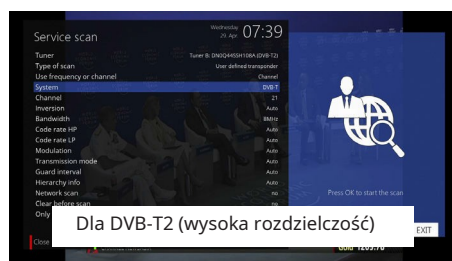 Service scan
Wednesday
29. Apr. 07:39
Tuner Tuner B: DN0Q44SSH108A (DVB-T2)
Type of scan User defined transponder
Use frequency or channel Channel
System DVB-T
Channel 21
Inversion Auto
Bandwidth 8MHz
Code rate HP Auto
Code rate LP Auto
Modulation Auto
Transmission mode Auto
Guard interval Auto
Hierarchy info Auto
Network scan no
Clear before scan no
Only
Press OK to start the scan
Dla DVB-T2 (wysoka rozdzielczość)
EXIT
Close